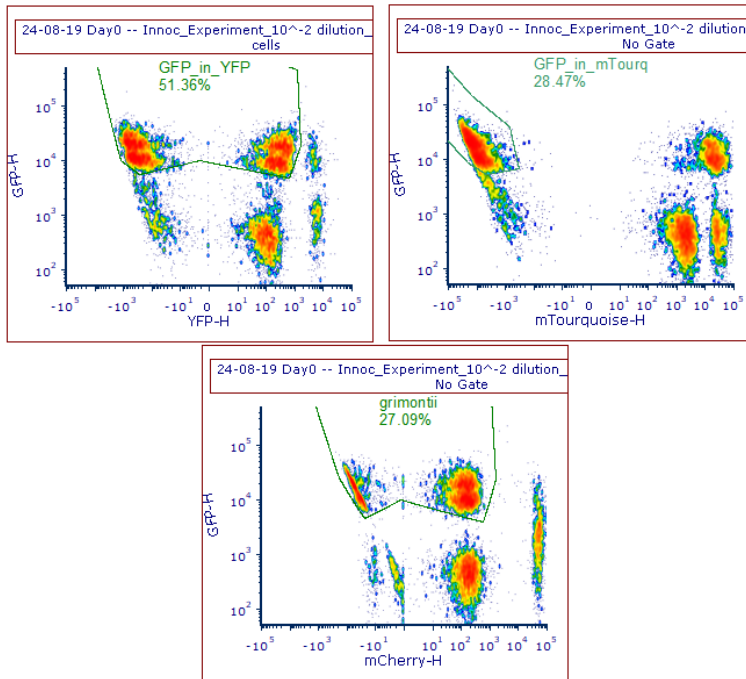 24-08-19 Day0 -- Innoc_Experiment_10^-2 dilution_
cells
GFP_in_YFP
51.36%
10^5
10^4
10^3
10^2
GFP-H
-10^5 -10^3 -10^1 0 10^1 10^2 10^3 10^4 10^5
YFP-H
24-08-19 Day0 -- Innoc_Experiment_10^-2 dilution_
No Gate
GFP_in_mTourq
28.47%
10^5
10^4
10^3
10^2
GFP-H
-10^5 -10^3 -10^1 0 10^1 10^2 10^3 10^4 10^5
mTourquoise-H
24-08-19 Day0 -- Innoc_Experiment_10^-2 dilution_
No Gate
grimontii
27.09%
10^5
10^4
10^3
10^2
GFP-H
-10^5 -10^3 -10^1 0 10^1 10^2 10^3 10^4 10^5
mCherry-H